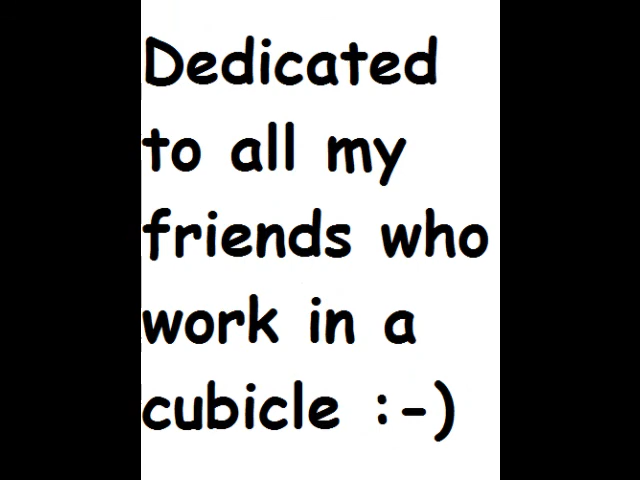 Dedicated
to all my
friends who
work in a
cubicle :-)